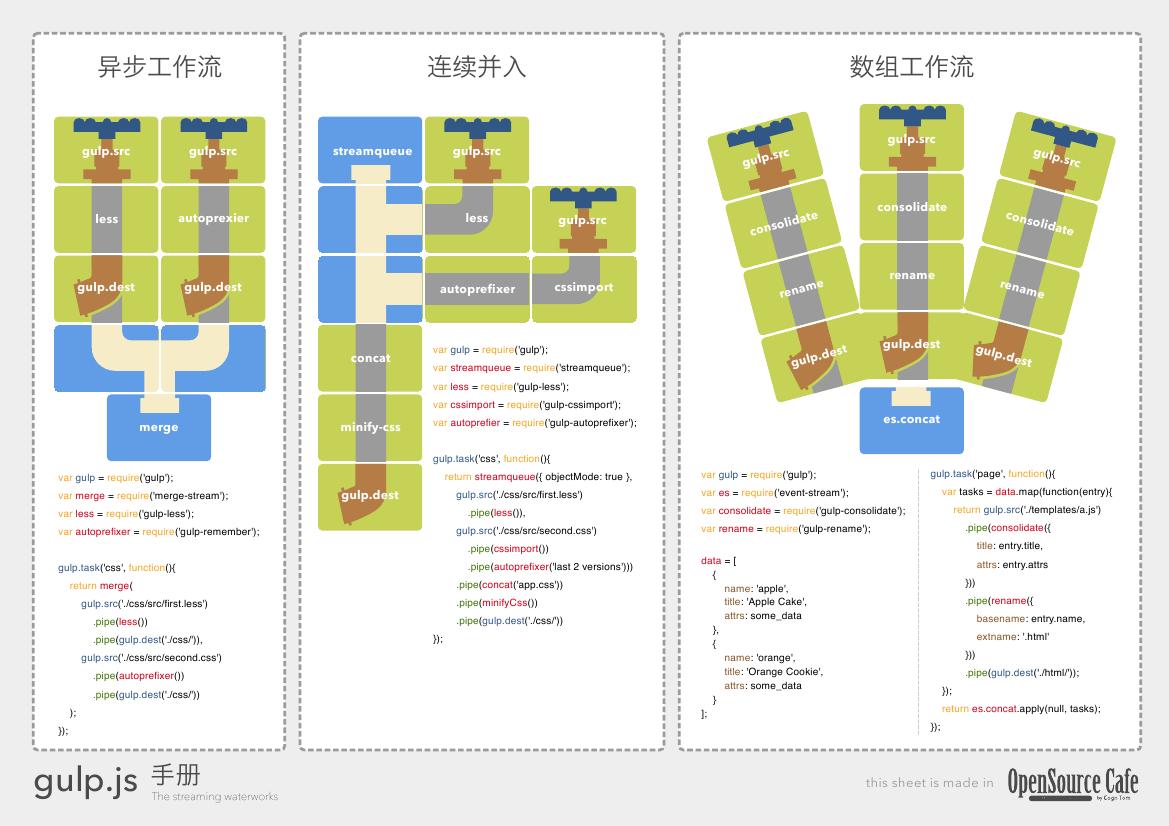 异步工作流
gulp.src
gulp.src
less
autoprexier
gulp.dest
gulp.dest
merge
var gulp = require('gulp');
var merge = require('merge-stream');
var less = require('gulp-less');
var autoprefixer = require('gulp-remember');
gulp.task('css', function(){
return merge(
gulp.src('./css/src/first.less')
.pipe(less())
.pipe(gulp.dest('./css/')),
gulp.src('./css/src/second.css')
.pipe(autoprefixer())
.pipe(gulp.dest('./css/'))
);
});
连续并入
streamqueue
gulp.src
less
gulp.src
autoprefixer
cssimport
concat
minify-css
gulp.dest
var gulp = require('gulp');
var streamqueue = require('streamqueue');
var less = require('gulp-less');
var cssimport = require('gulp-cssimport');
var autoprefier = require('gulp-autoprefixer');
gulp.task('css', function(){
return streamqueue({ objectMode: true },
gulp.src('./css/src/first.less')
.pipe(less()),
gulp.src('./css/src/second.css')
.pipe(cssimport())
.pipe(autoprefixer('last 2 versions')))
.pipe(concat('app.css'))
.pipe(minifyCss())
.pipe(gulp.dest('./css/'))
});
数组工作流
gulp.src
gulp.src
gulp.src
consolidate
consolidate
consolidate
rename
rename
rename
gulp.dest
gulp.dest
gulp.dest
es.concat
var gulp = require('gulp');
var es = require('event-stream');
var consolidate = require('gulp-consolidate');
var rename = require('gulp-rename');
data = [
{
name: 'apple',
title: 'Apple Cake',
attrs: some_data
},
{
name: 'orange',
title: 'Orange Cookie',
attrs: some_data
}
];
gulp.task('page', function(){
var tasks = data.map(function(entry){
return gulp.src('./templates/a.js')
.pipe(consolidate({
title: entry.title,
attrs: entry.attrs
}))
.pipe(rename({
basename: entry.name,
extname: '.html'
}))
.pipe(gulp.dest('./html/'));
});
return es.concat.apply(null, tasks);
});
gulp.js 手册
The streaming waterworks
this sheet is made in
OpenSource Cafe
by Cognitom